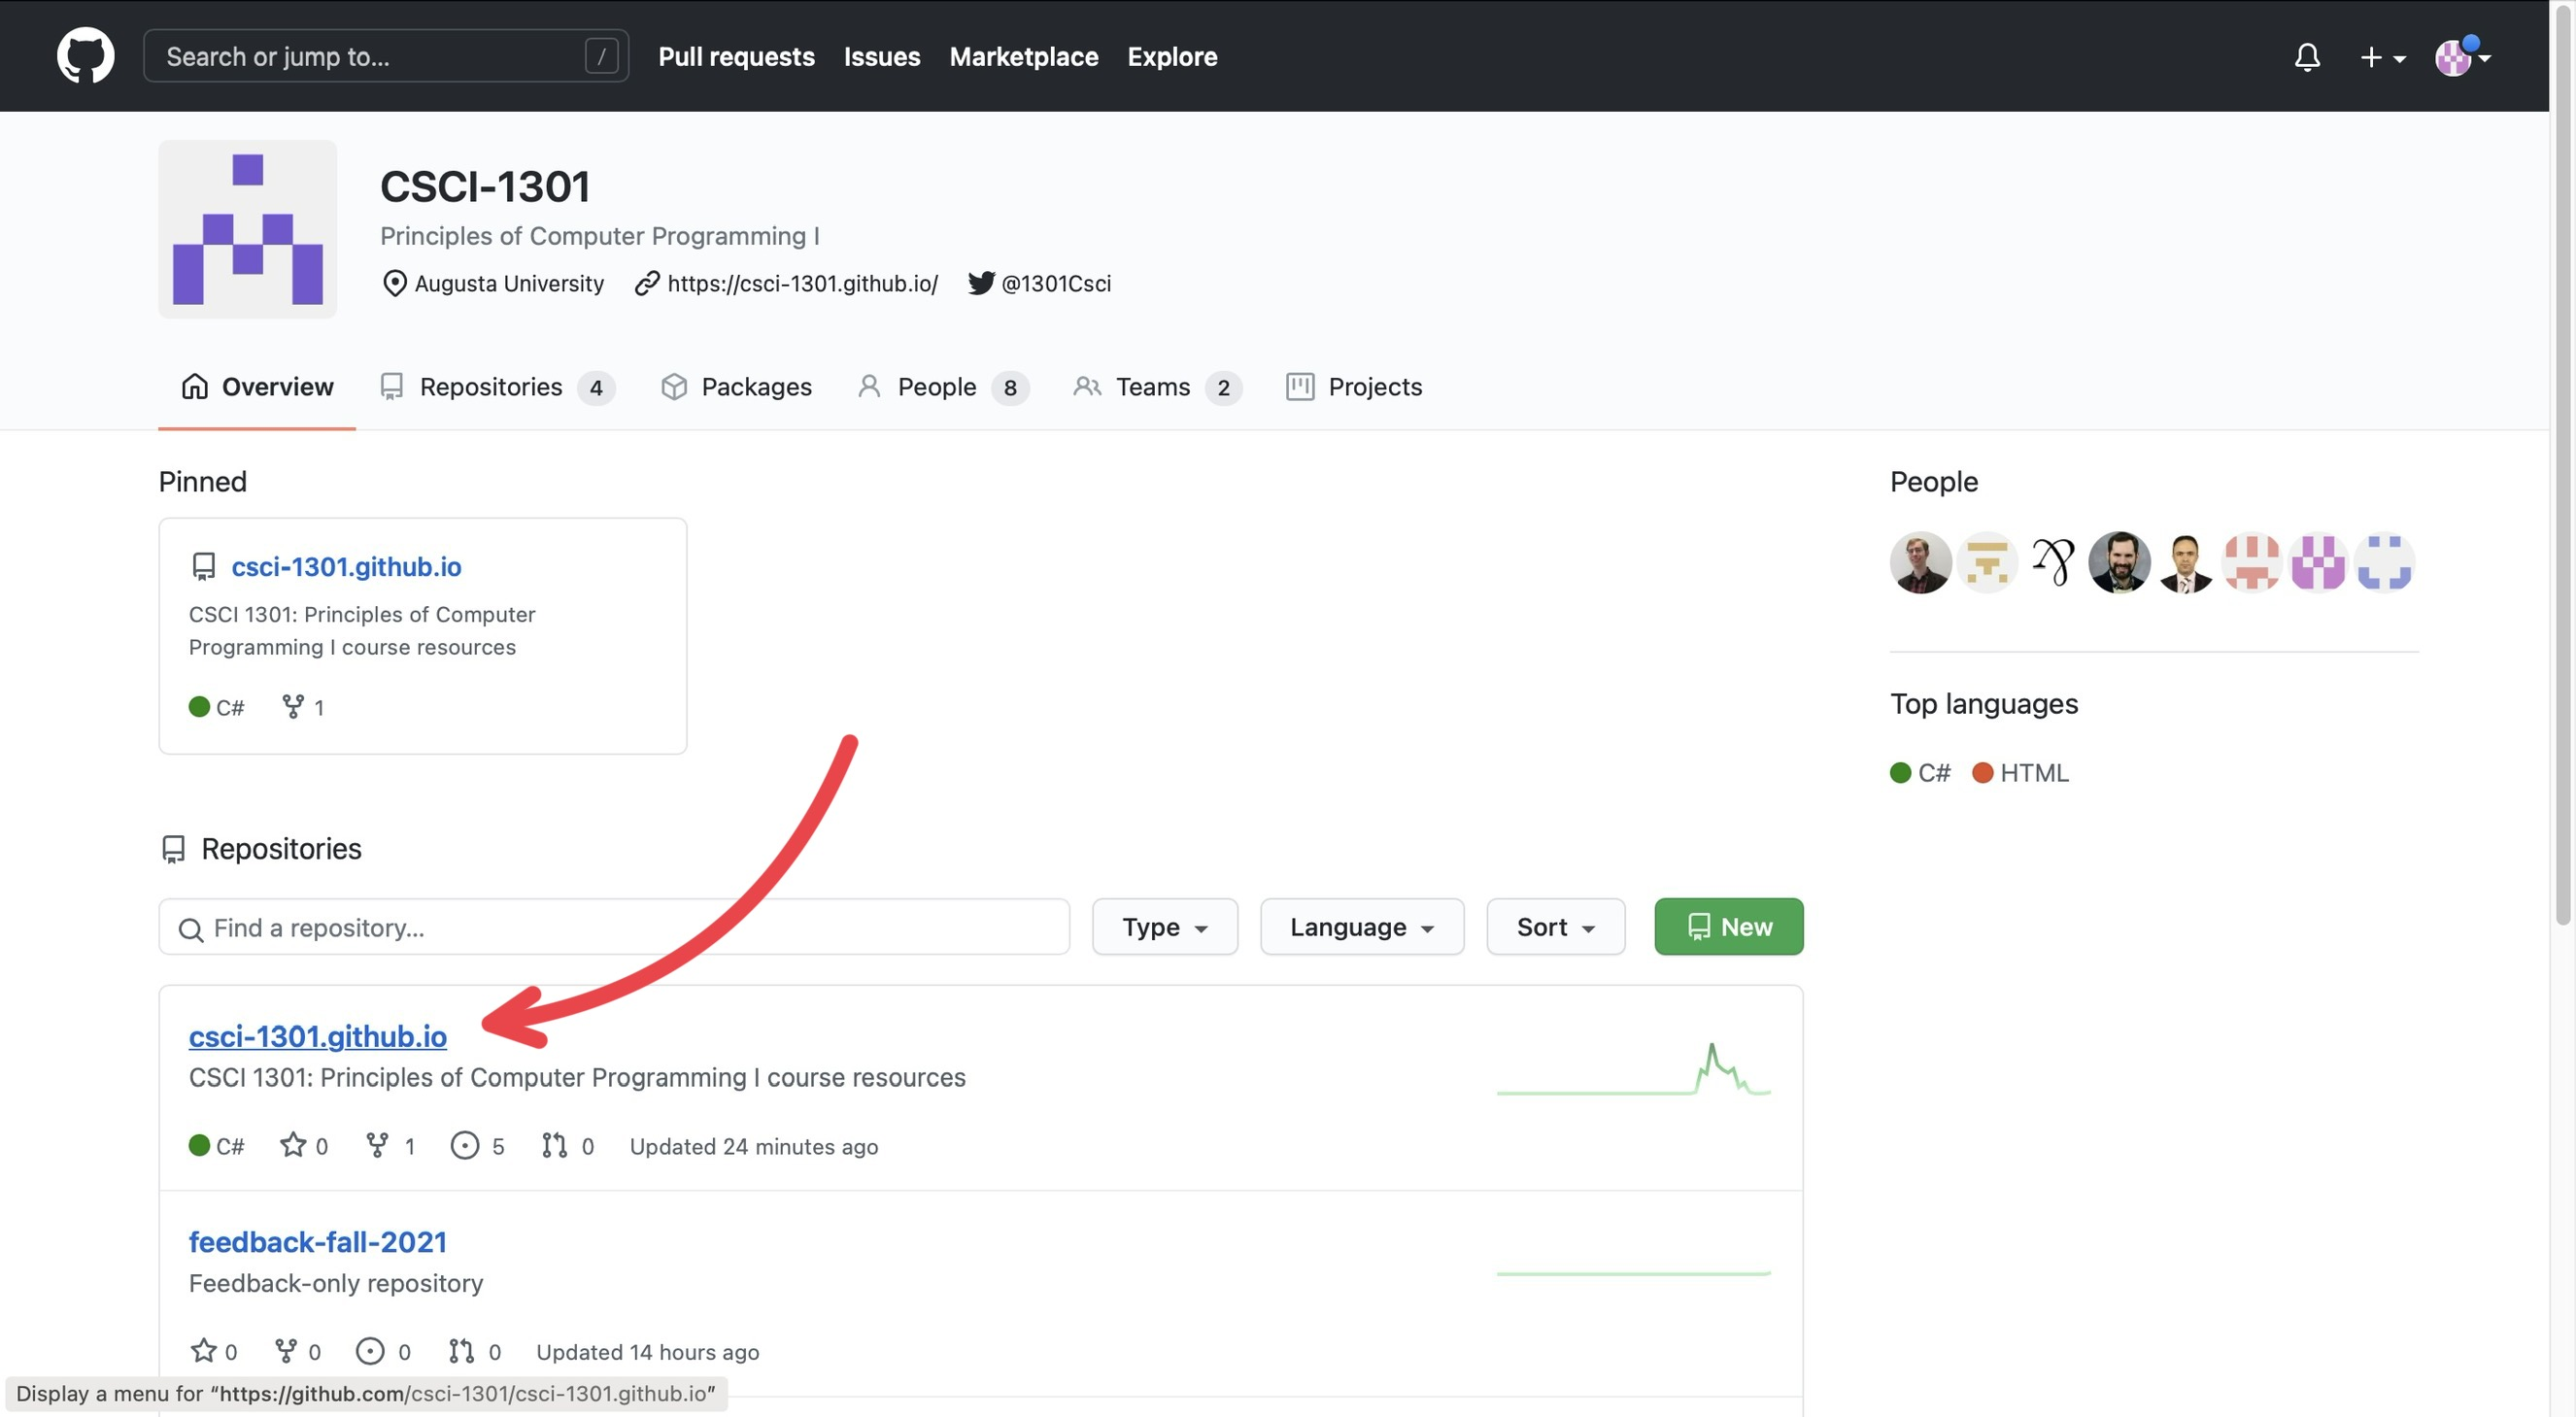 Search or jump to... /
Pull requests Issues Marketplace Explore
CSCI-1301
Principles of Computer Programming I
Augusta University https://csci-1301.github.io/ @1301Csci
Overview Repositories 4 Packages People 8 Teams 2 Projects
Pinned
csci-1301.github.io
CSCI 1301: Principles of Computer
Programming I course resources
C# 1
People
Top languages
C# HTML
Repositories
Find a repository... Type Language Sort New
csci-1301.github.io
CSCI 1301: Principles of Computer Programming I course resources
C# 0 1 5 0 Updated 24 minutes ago
feedback-fall-2021
Feedback-only repository
0 0 0 0 Updated 14 hours ago
Display a menu for “https://github.com/csci-1301/csci-1301.github.io”